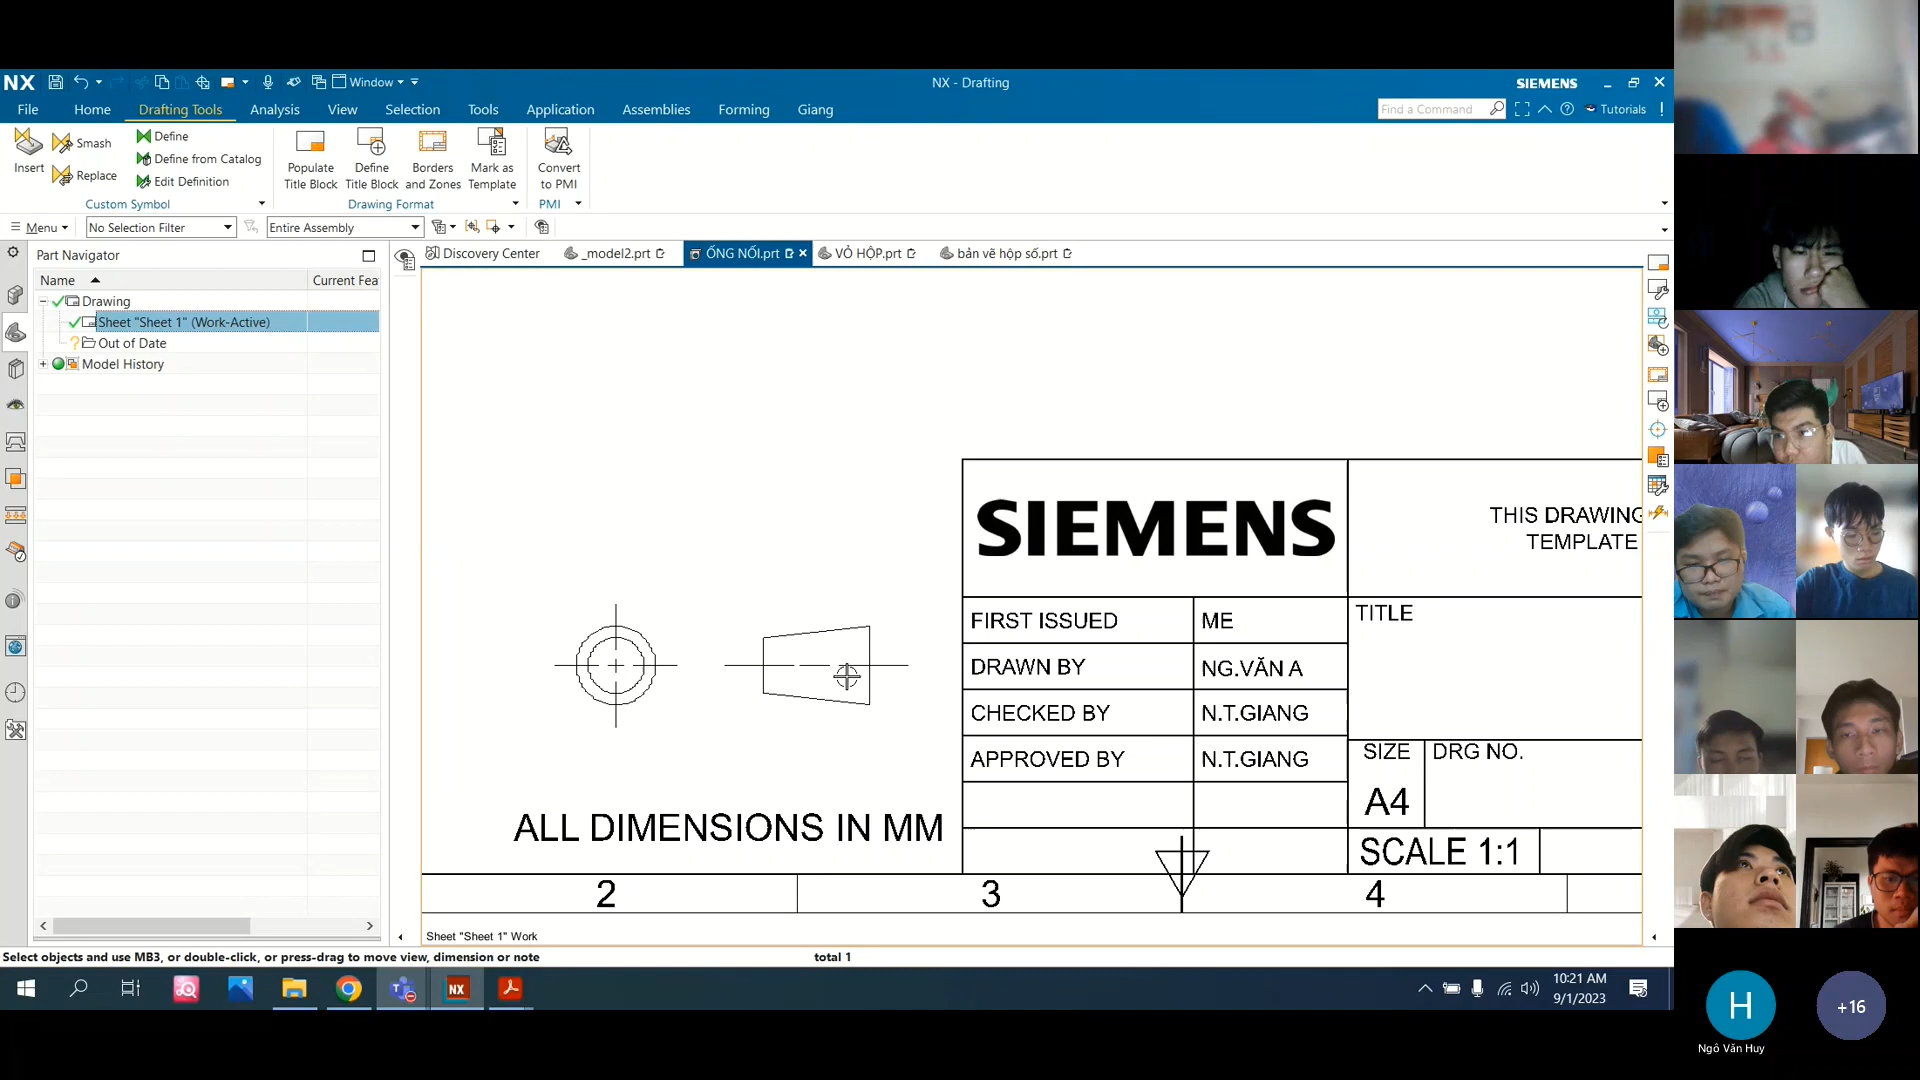 NX
Window
NX - Drafting
SIEMENS
File
Home
Drafting Tools
Analysis
View
Selection
Tools
Application
Assemblies
Forming
Giang
Find a Command
Tutorials
Insert
Smash
Replace
Define
Define from Catalog
Edit Definition
Populate
Title Block
Define
Title Block
Borders
and Zones
Mark as
Template
Convert
to PMI
Custom Symbol
Drawing Format
PMI
Menu
No Selection Filter
Entire Assembly
Part Navigator
Discovery Center
_model2.prt
ỐNG NỐI.prt
VỎ HỘP.prt
bản vẽ hộp số.prt
Name
Current Fea
Drawing
Sheet "Sheet 1" (Work-Active)
Out of Date
Model History
SIEMENS
THIS DRAWING
TEMPLATE
FIRST ISSUED
ME
TITLE
DRAWN BY
NG.VĂN A
CHECKED BY
N.T.GIANG
APPROVED BY
N.T.GIANG
SIZE
DRG NO.
A4
ALL DIMENSIONS IN MM
SCALE 1:1
2
3
4
Sheet "Sheet 1" Work
Select objects and use MB3, or double-click, or press-drag to move view, dimension or note
total 1
NX
10:21 AM
9/1/2023
H
+16
Ngô Văn Huy